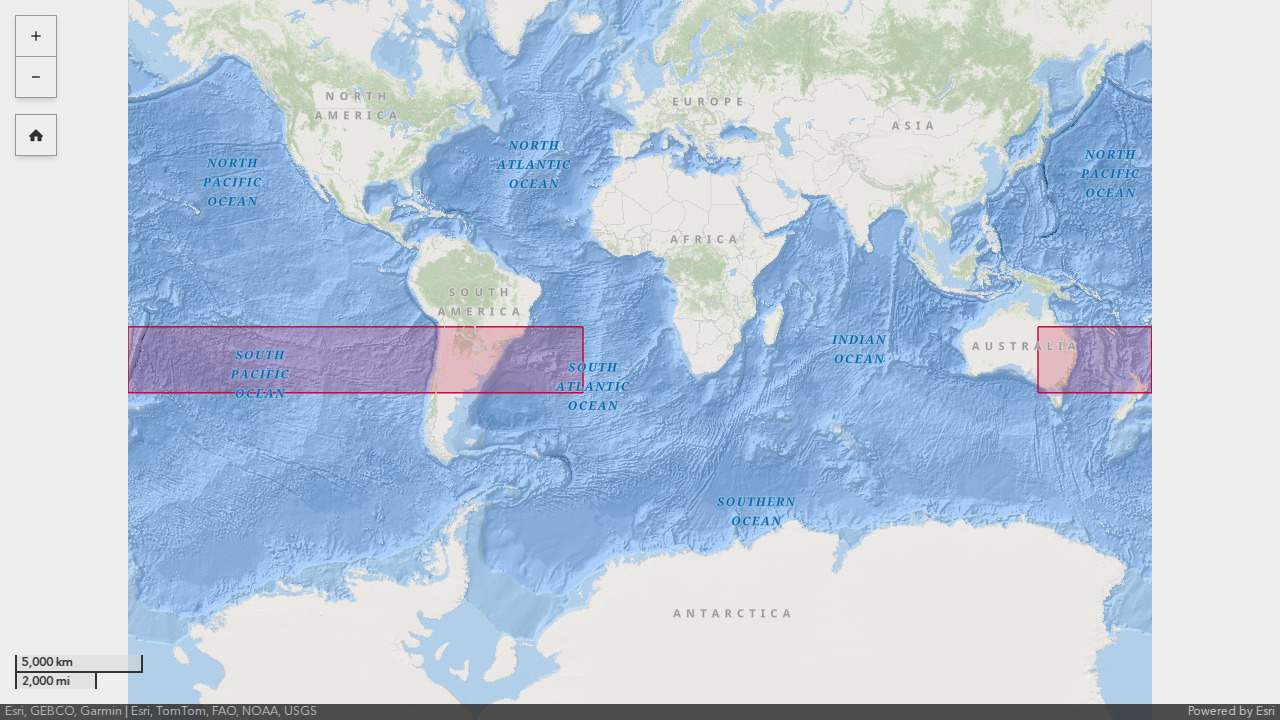 +
−
NORTH
AMERICA
EUROPE
ASIA
NORTH
PACIFIC
OCEAN
NORTH
ATLANTIC
OCEAN
NORTH
PACIFIC
OCEAN
AFRICA
SOUTH
AMERICA
SOUTH
PACIFIC
OCEAN
SOUTH
ATLANTIC
OCEAN
INDIAN
OCEAN
AUSTRALIA
SOUTHERN
OCEAN
ANTARCTICA
5,000 km
2,000 mi
Esri, GEBCO, Garmin | Esri, TomTom, FAO, NOAA, USGS
Powered by Esri